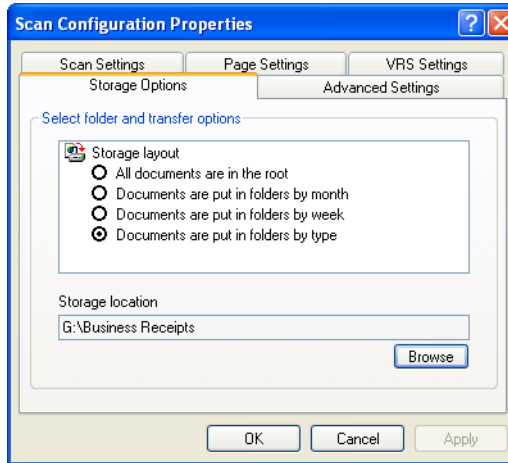 Scan Configuration Properties
Scan Settings Page Settings VRS Settings
Storage Options Advanced Settings
Select folder and transfer options
Storage layout
All documents are in the root
Documents are put in folders by month
Documents are put in folders by week
Documents are put in folders by type
Storage location
G:\Business Receipts
Browse
OK Cancel Apply